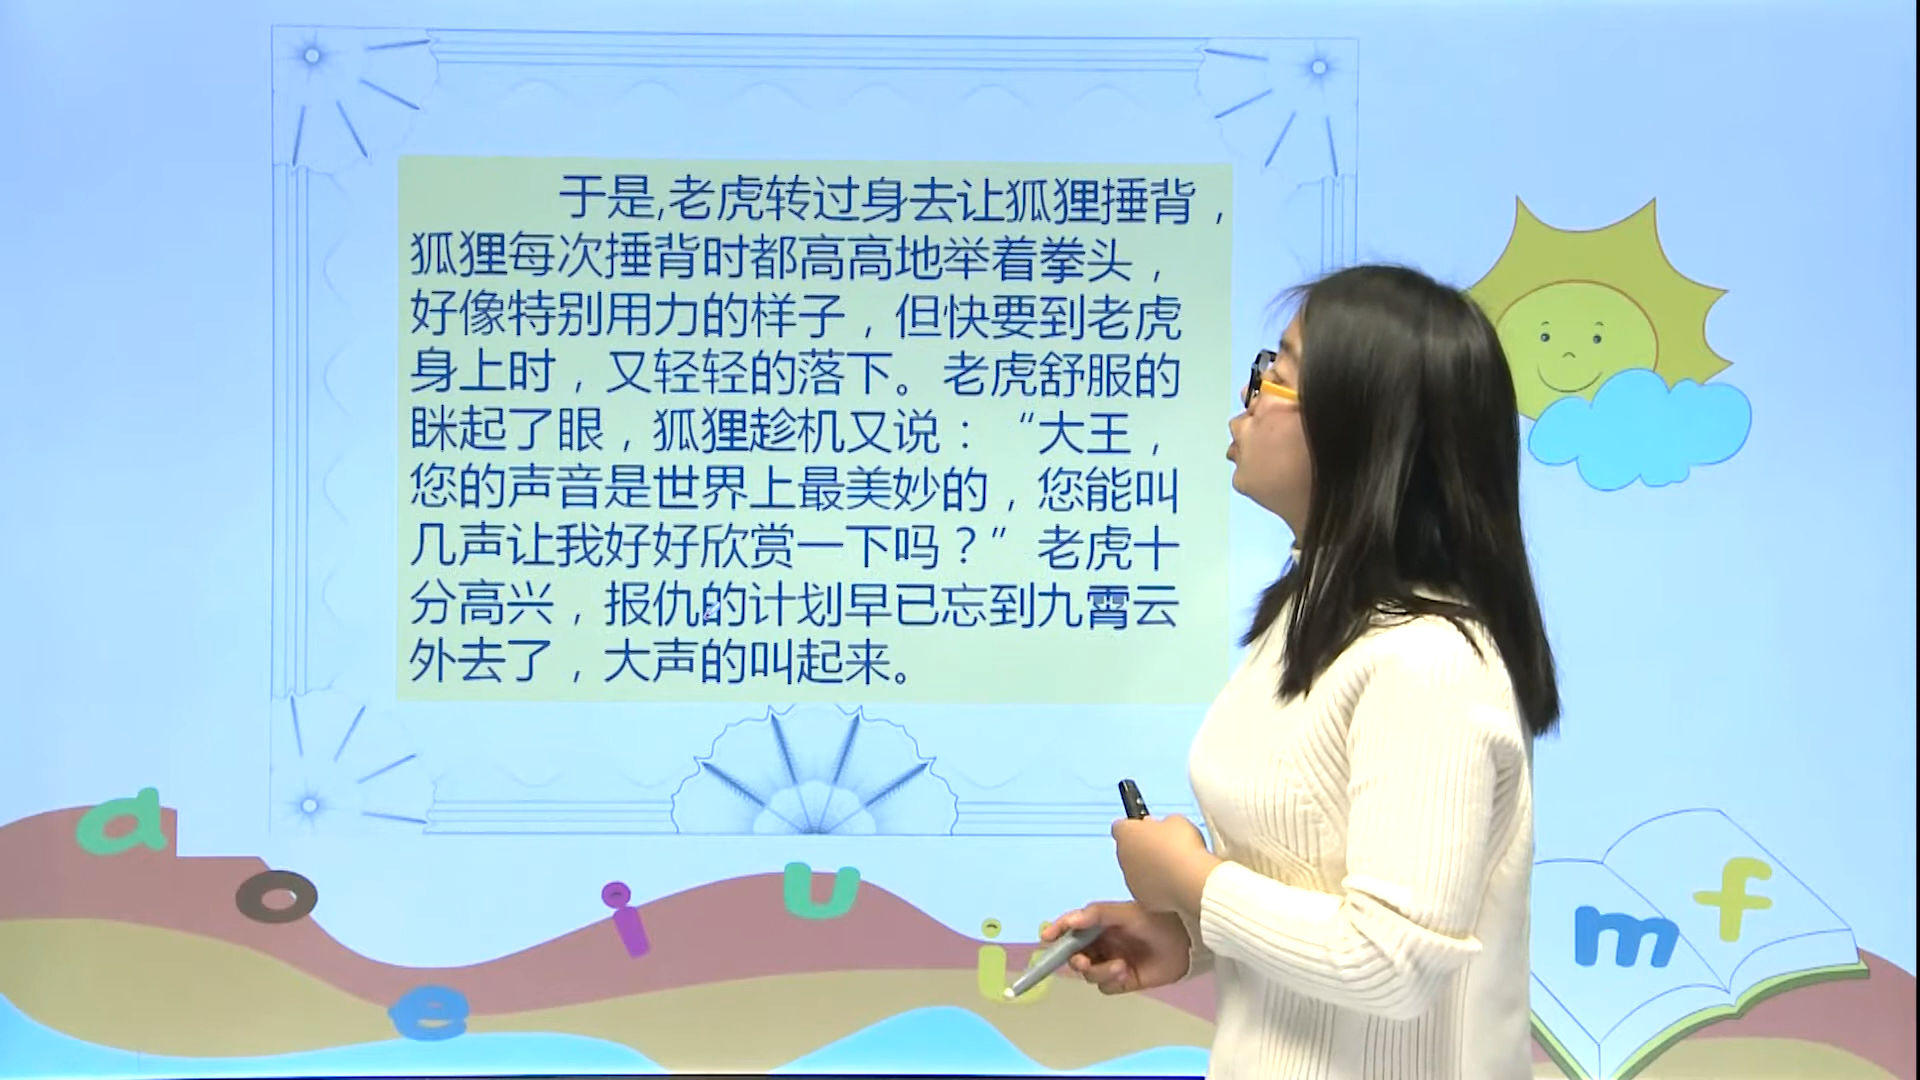 于是,老虎转过身去让狐狸捶背，
狐狸每次捶背时都高高地举着拳头，
好像特别用力的样子，但快要到老虎
身上时，又轻轻的落下。老虎舒服的
眯起了眼，狐狸趁机又说：“大王，
您的声音是世界上最美妙的，您能叫
几声让我好好欣赏一下吗？”老虎十
分高兴，报仇的计划早已忘到九霄云
外去了，大声的叫起来。
a
o
i
u
e
m
f